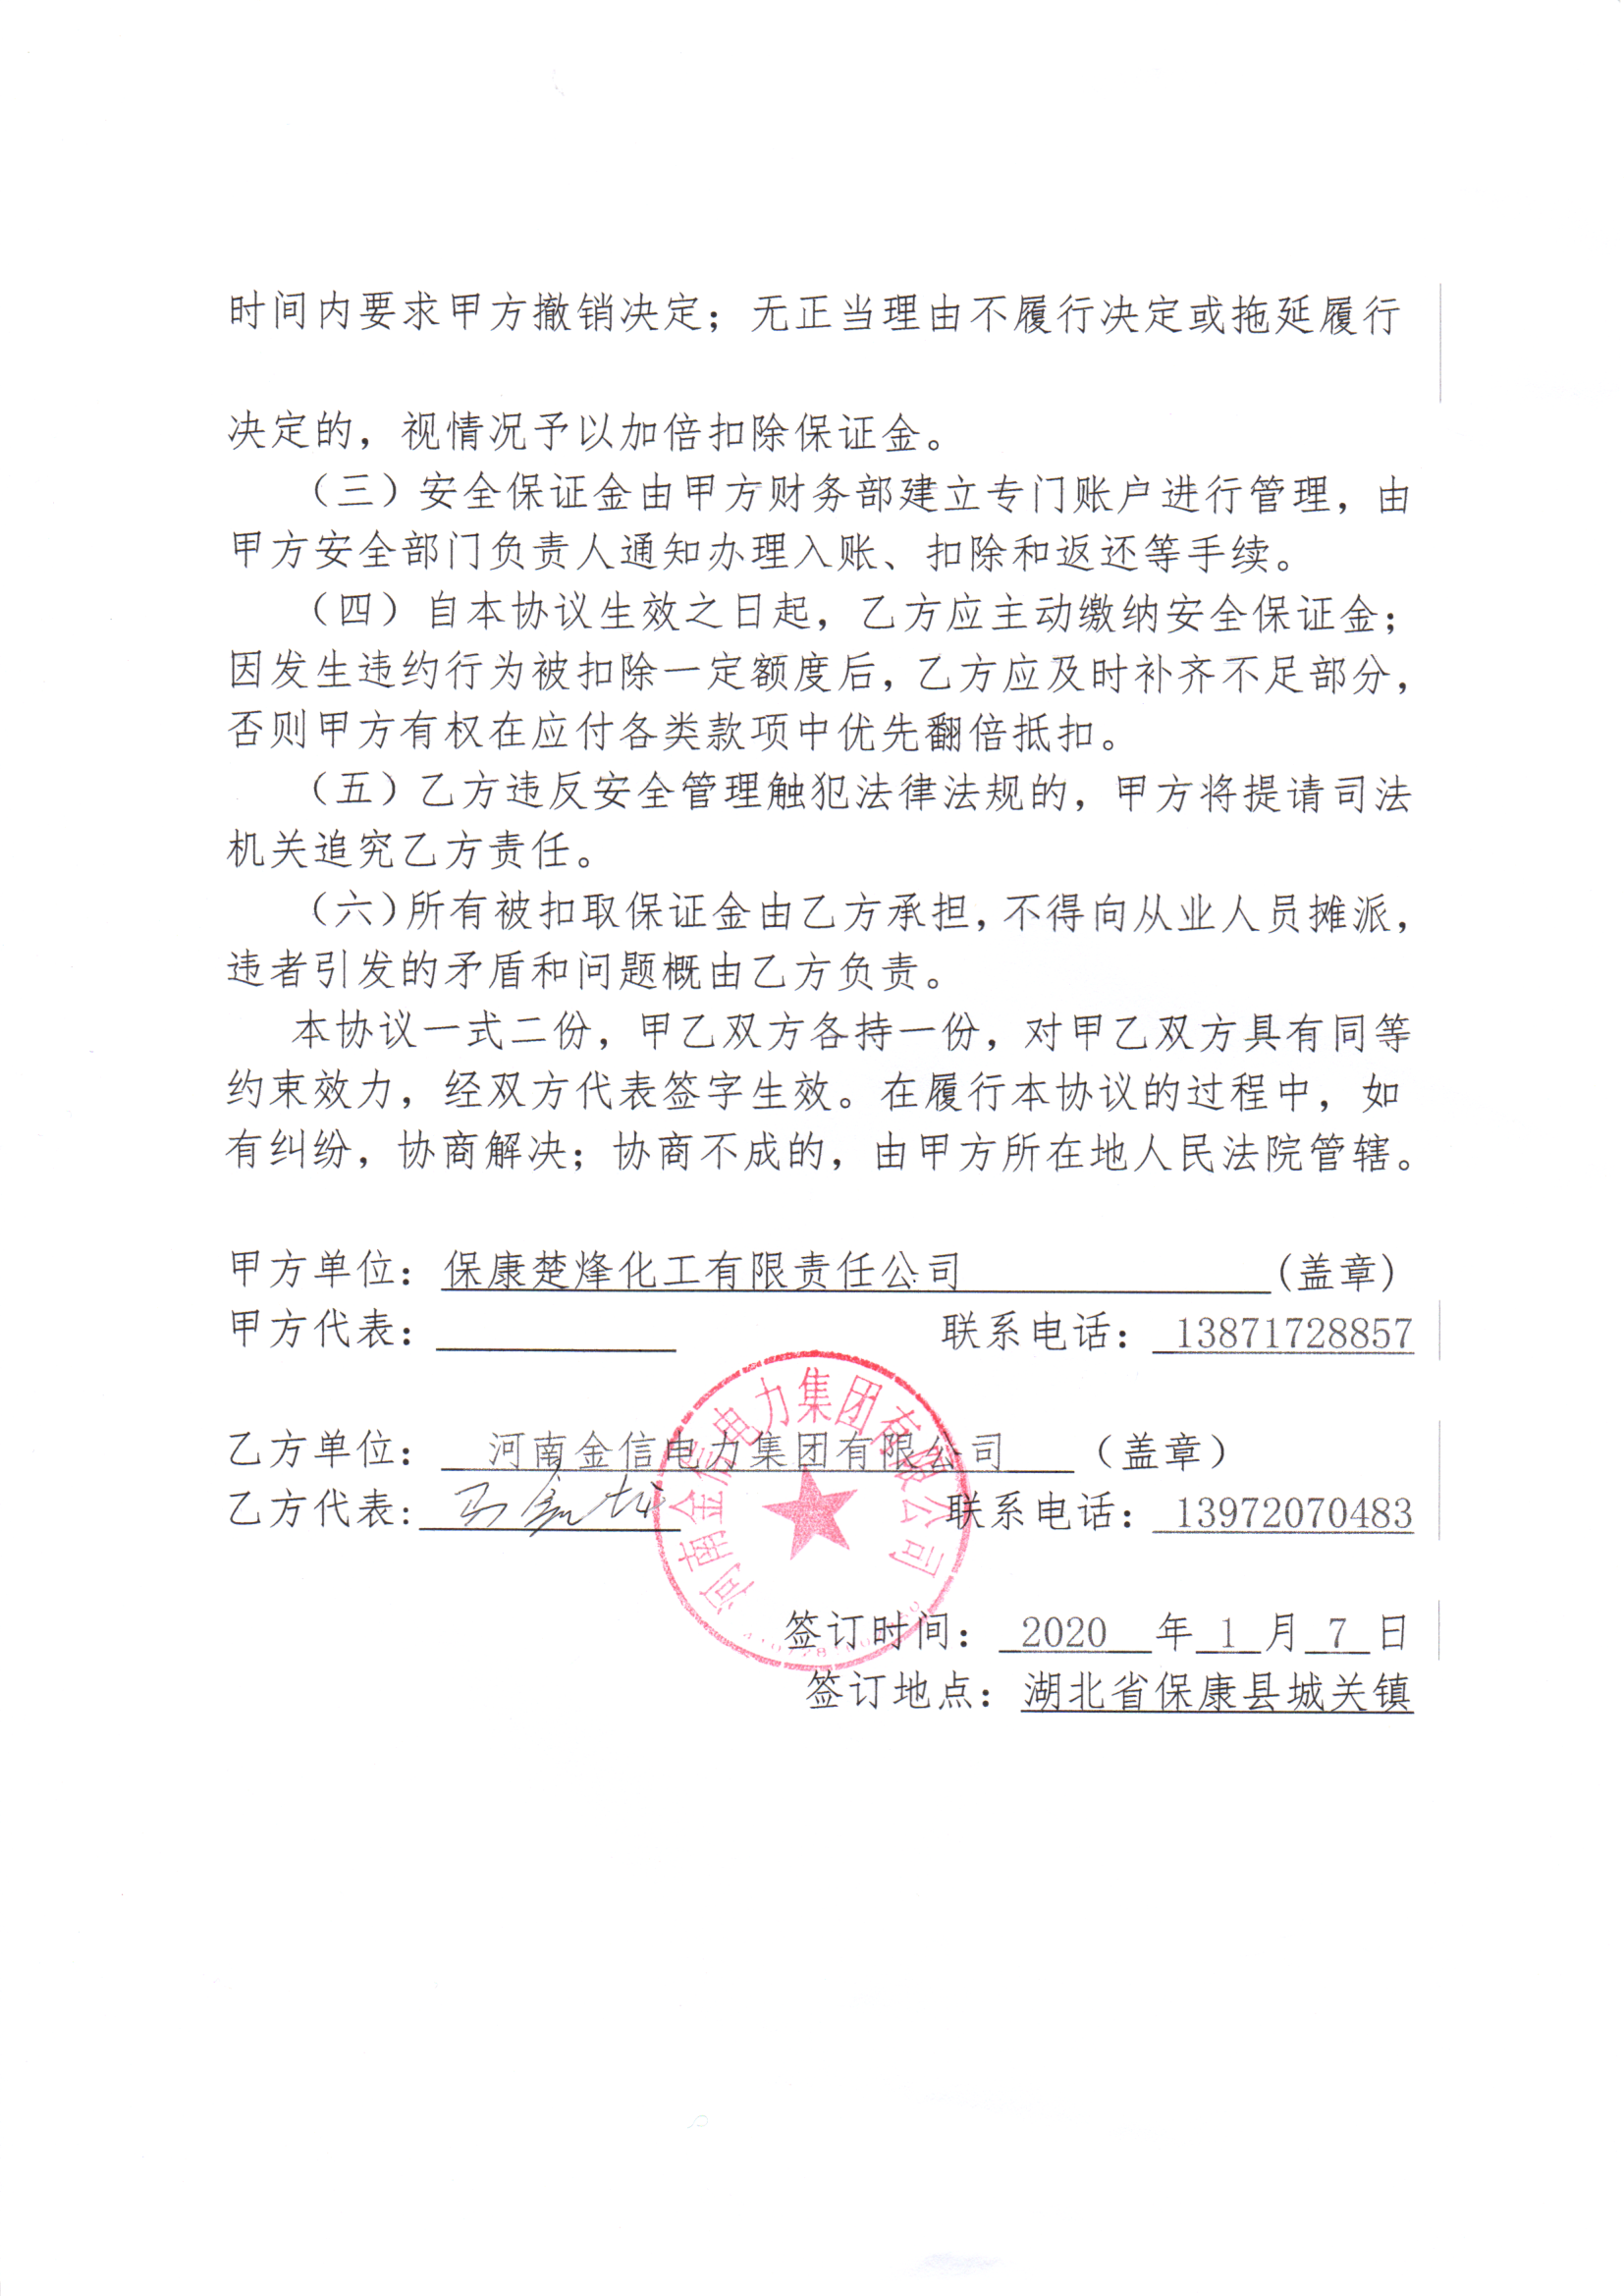 时间内要求甲方撤销决定；无正当理由不履行决定或拖延履行
决定的，视情况予以加倍扣除保证金。
（三）安全保证金由甲方财务部建立专门账户进行管理，由
甲方安全部门负责人通知办理入账、扣除和返还等手续。
（四）自本协议生效之日起，乙方应主动缴纳安全保证金；
因发生违约行为被扣除一定额度后，乙方应及时补齐不足部分，
否则甲方有权在应付各类款项中优先翻倍抵扣。
（五）乙方违反安全管理触犯法律法规的，甲方将提请司法
机关追究乙方责任。
（六）所有被扣取保证金由乙方承担，不得向从业人员摊派，
违者引发的矛盾和问题概由乙方负责。
本协议一式二份，甲乙双方各持一份，对甲乙双方具有同等
约束效力，经双方代表签字生效。在履行本协议的过程中，如
有纠纷，协商解决；协商不成的，由甲方所在地人民法院管辖。
甲方单位：保康楚烽化工有限责任公司（盖章）
甲方代表： 联系电话：13871728857
乙方单位：河南金信电力集团有限公司（盖章）
乙方代表： 联系电话：13972070483
河南金信电力集团有限公司
签订时间：2020年1月7日
签订地点：湖北省保康县城关镇